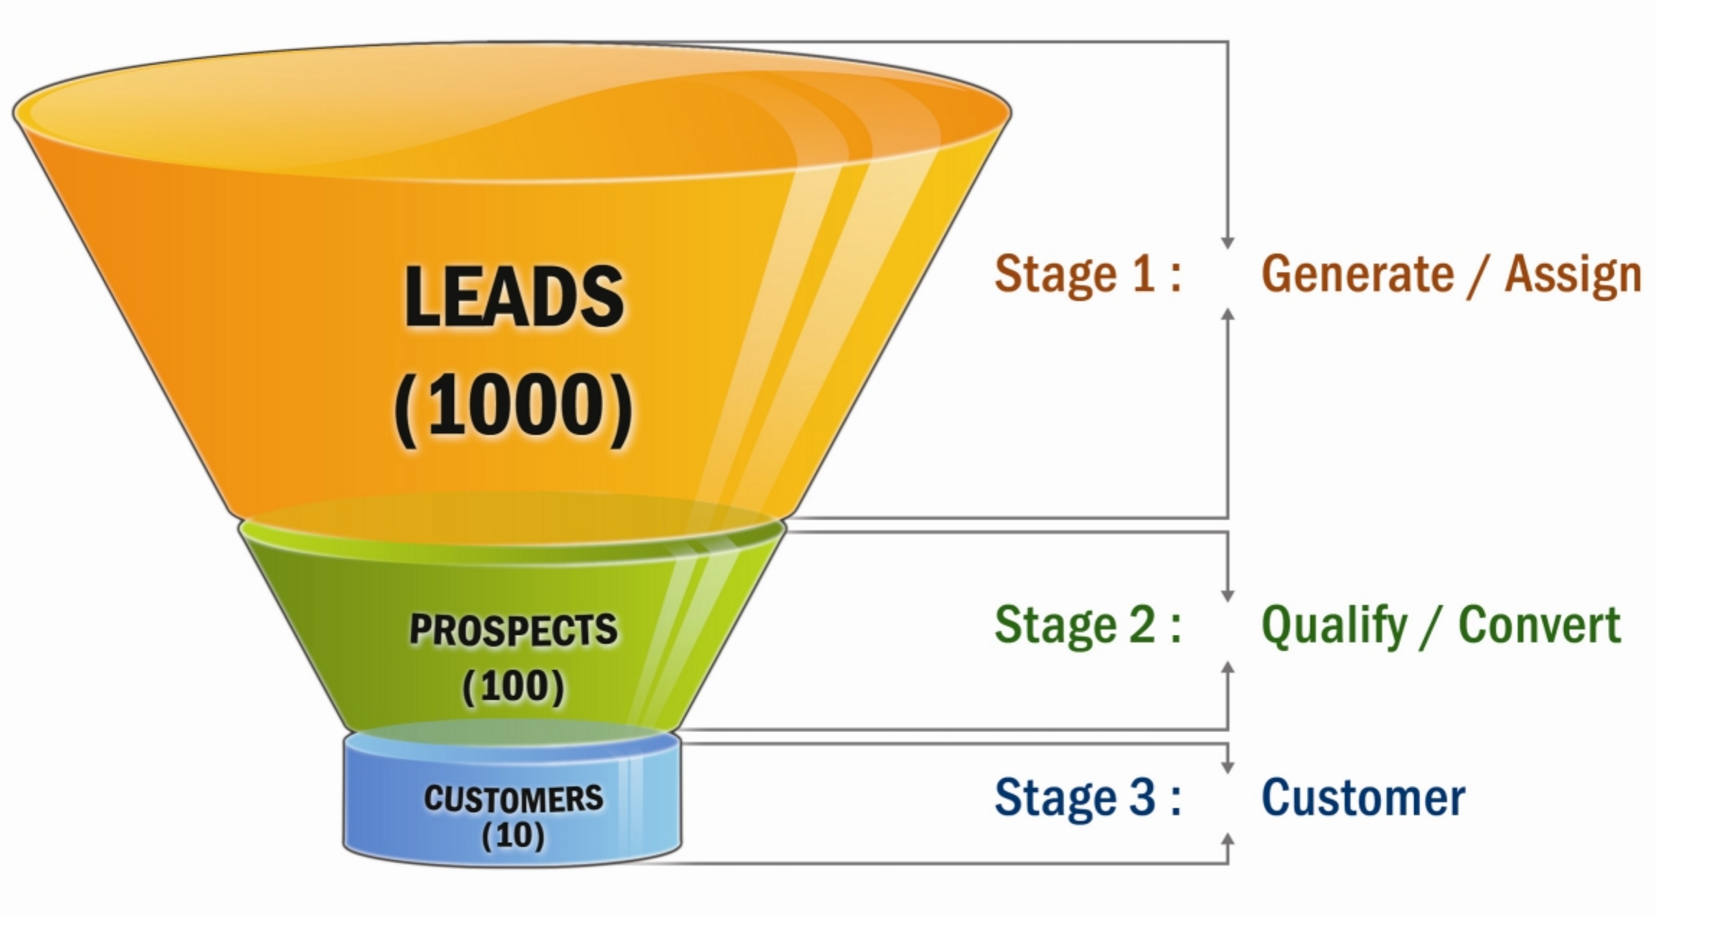 LEADS
(1000)
Stage 1 : Generate / Assign
PROSPECTS
(100)
Stage 2 : Qualify / Convert
CUSTOMERS
(10)
Stage 3 : Customer